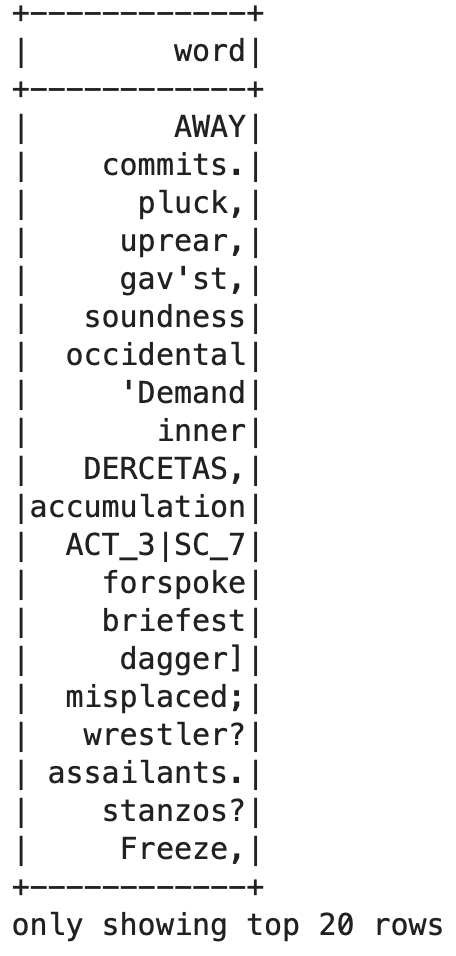 +------------+
|        word|
+------------+
|        AWAY|
|    commits.|
|      pluck,|
|     uprear,|
|     gav'st,|
|   soundness|
|  occidental|
|     'Demand|
|       inner|
|   DERCETAS,|
|accumulation|
|  ACT_3|SC_7|
|    forspoke|
|    briefest|
|     dagger]|
|  misplaced;|
|   wrestler?|
| assailants.|
|    stanzos?|
|     Freeze,|
+------------+
only showing top 20 rows